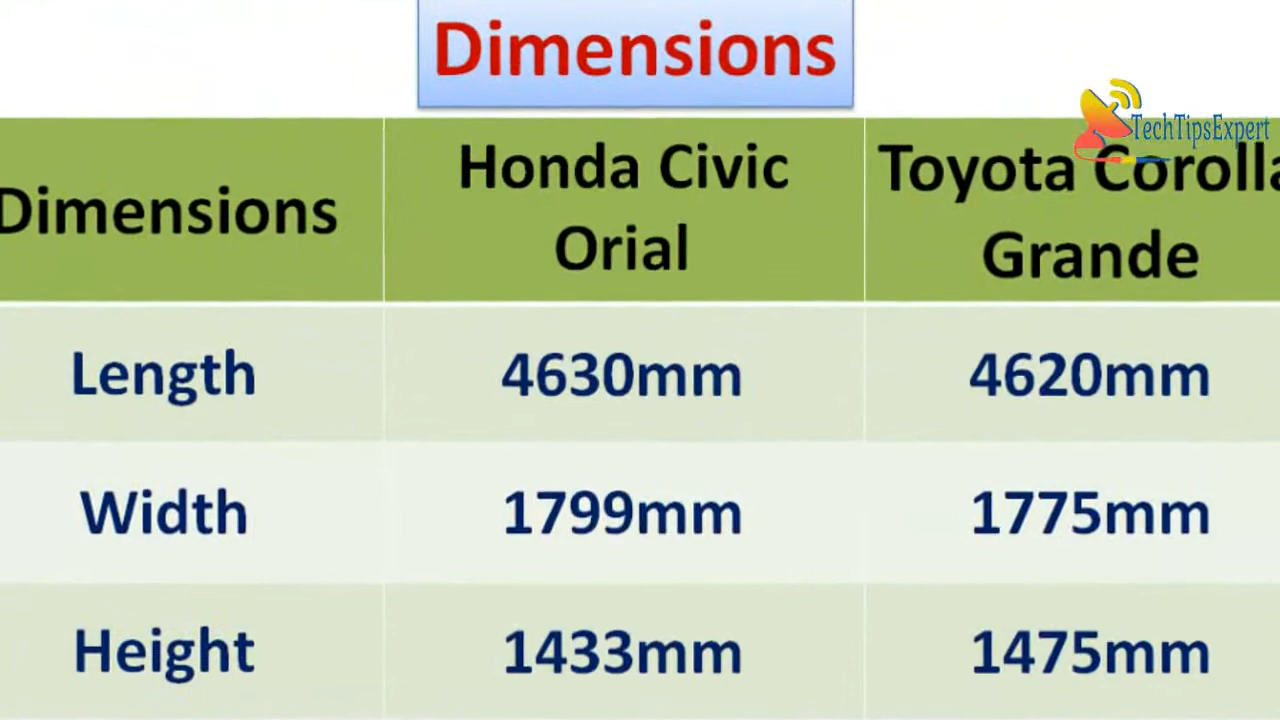 Dimensions
TechTipsExpert
Dimensions
Honda Civic
Orial
Toyota Corolla
Grande
Length
4630mm
4620mm
Width
1799mm
1775mm
Height
1433mm
1475mm